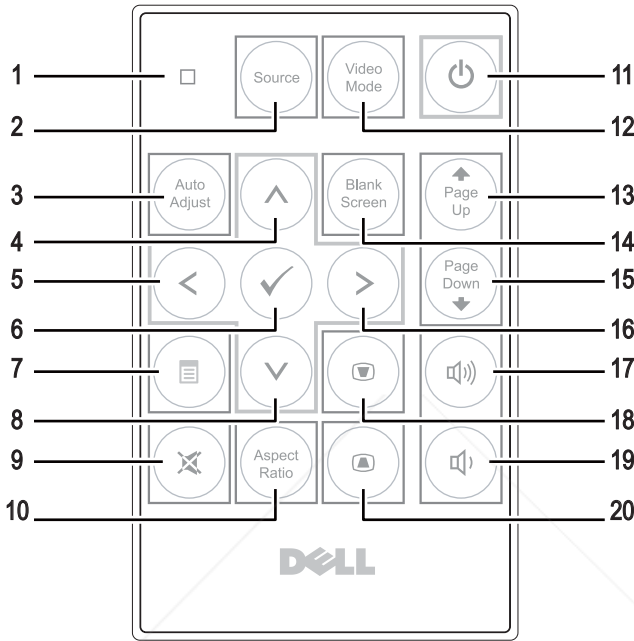 1
Source
Video
Mode
11
2
12
3
Auto
Adjust
Blank
Screen
Page
Up
13
4
14
5
Page
Down
15
6
16
7
17
8
18
9
Aspect
Ratio
19
10
20
DELL